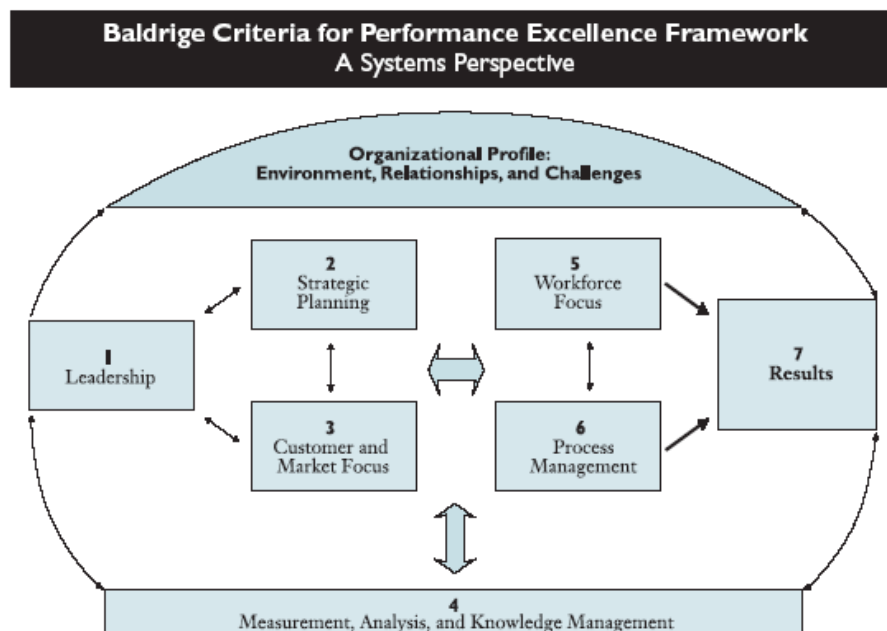 Baldrige Criteria for Performance Excellence Framework
A Systems Perspective
Organizational Profile:
Environment, Relationships, and Challenges
2
Strategic
Planning
5
Workforce
Focus
1
Leadership
7
Results
3
Customer and
Market Focus
6
Process
Management
4
Measurement, Analysis, and Knowledge Management